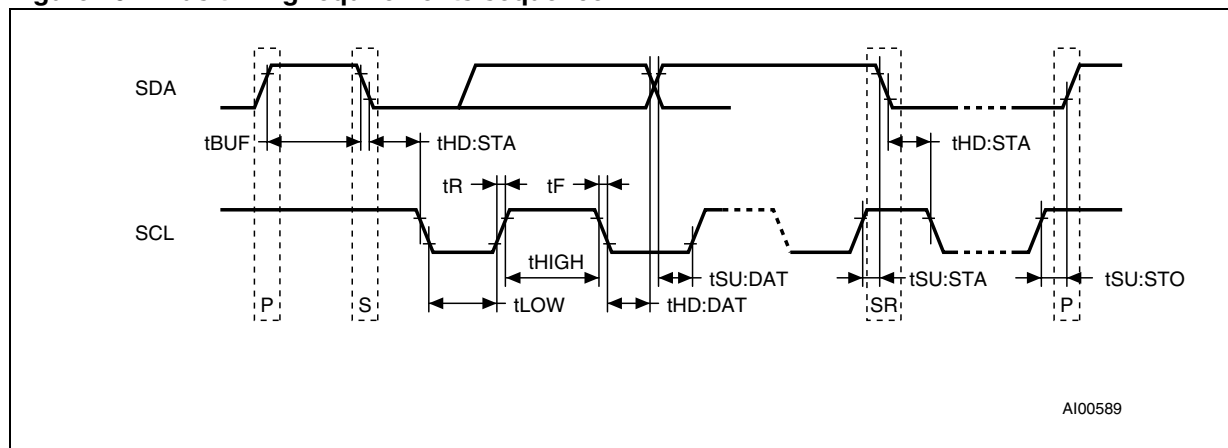 SDA
tBUF tHD:STA tHD:STA
tR tF
SCL
tHIGH
tSU:DAT tSU:STA tSU:STO
P S tLOW tHD:DAT SR P
AI00589